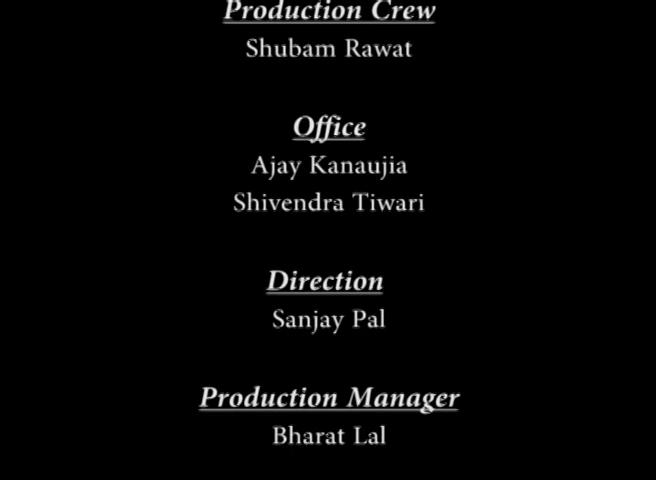 Production Crew
Shubam Rawat
Office
Ajay Kanaujia
Shivendra Tiwari
Direction
Sanjay Pal
Production Manager
Bharat Lal